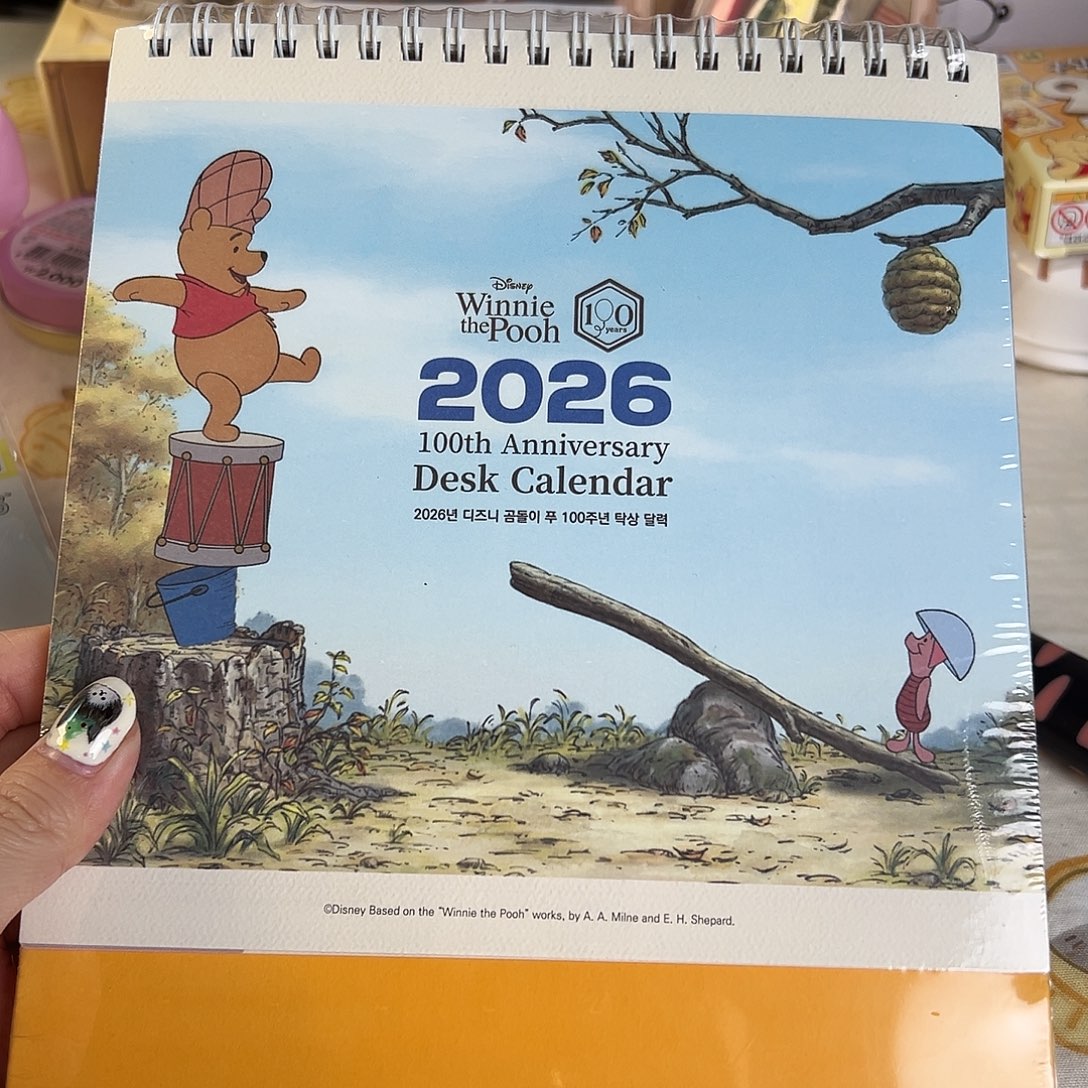 Disney
Winnie
the Pooh
100
years
2026
100th Anniversary
Desk Calendar
2026년 디즈니 곰돌이 푸 100주년 탁상 달력
©Disney Based on the "Winnie the Pooh" works, by A. A. Milne and E. H. Shepard.
2,000